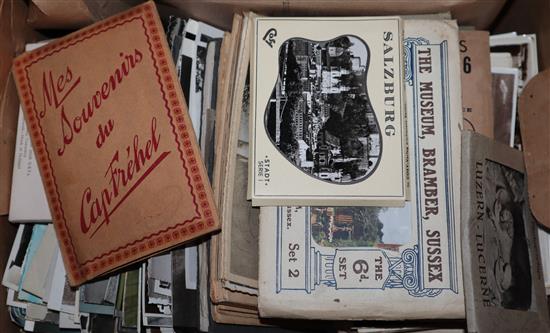 Mes
Souvenirs
du
Cap Fréhel
Cosy
SALZBURG
· STADT ·
SERIE I
THE MUSEUM, BRAMBER, SUSSEX
THE
6d.
SET
Set 2
LUZERN - LUCERNE
S
6